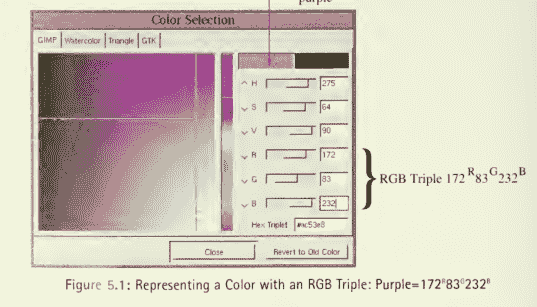 purple
Color Selection
GIMP Watercolor Triangle GTK
H 275
S 64
V 90
R 172
G 83
B 232
RGB Triple 172ᴿ83ᴳ232ᴮ
Hex Triplet #ac53e8
Close Revert to Old Color
Figure 5.1: Representing a Color with an RGB Triple: Purple=172ᴿ83ᴳ232ᴮ